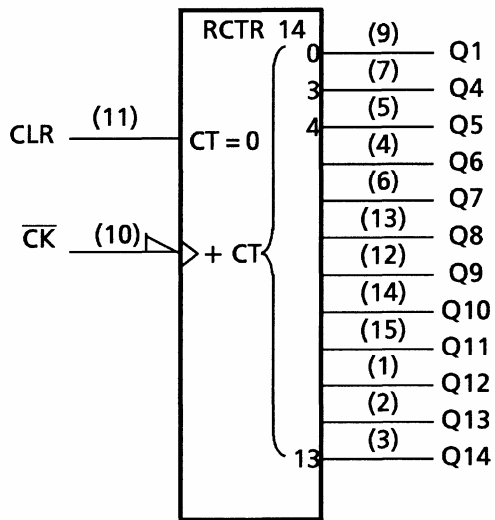 RCTR 14
0 (9) Q1
3 (7) Q4
4 (5) Q5
CLR (11) CT = 0
(4) Q6
(6) Q7
C̅K̅ (10) + CT
(13) Q8
(12) Q9
(14) Q10
(15) Q11
(1) Q12
(2) Q13
13 (3) Q14